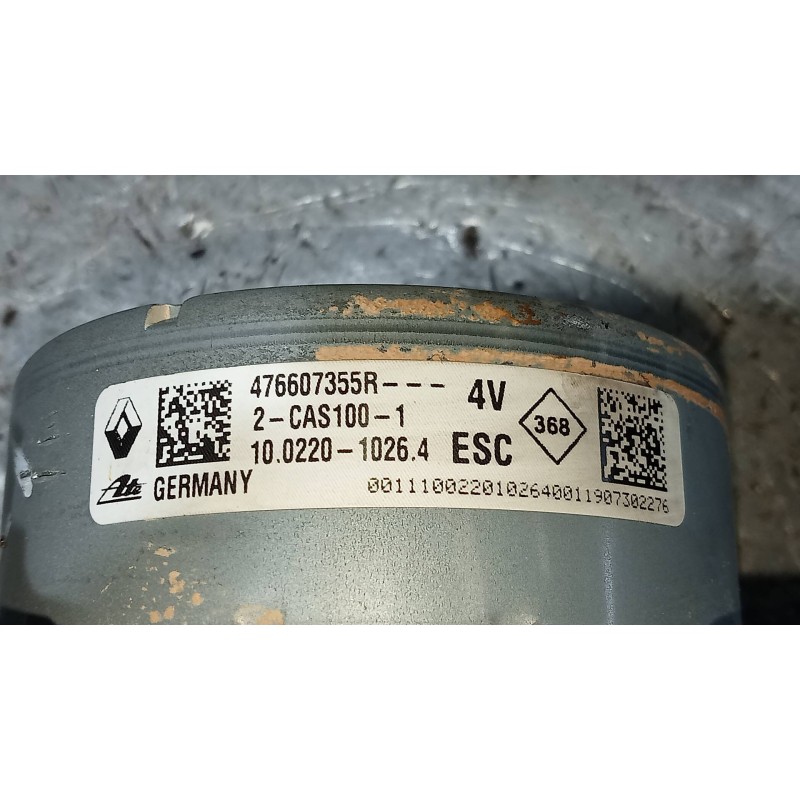 476607355R--- 4V
2-CAS100-1
368
10.0220-1026.4 ESC
Ate GERMANY
0011100220102640011907302276